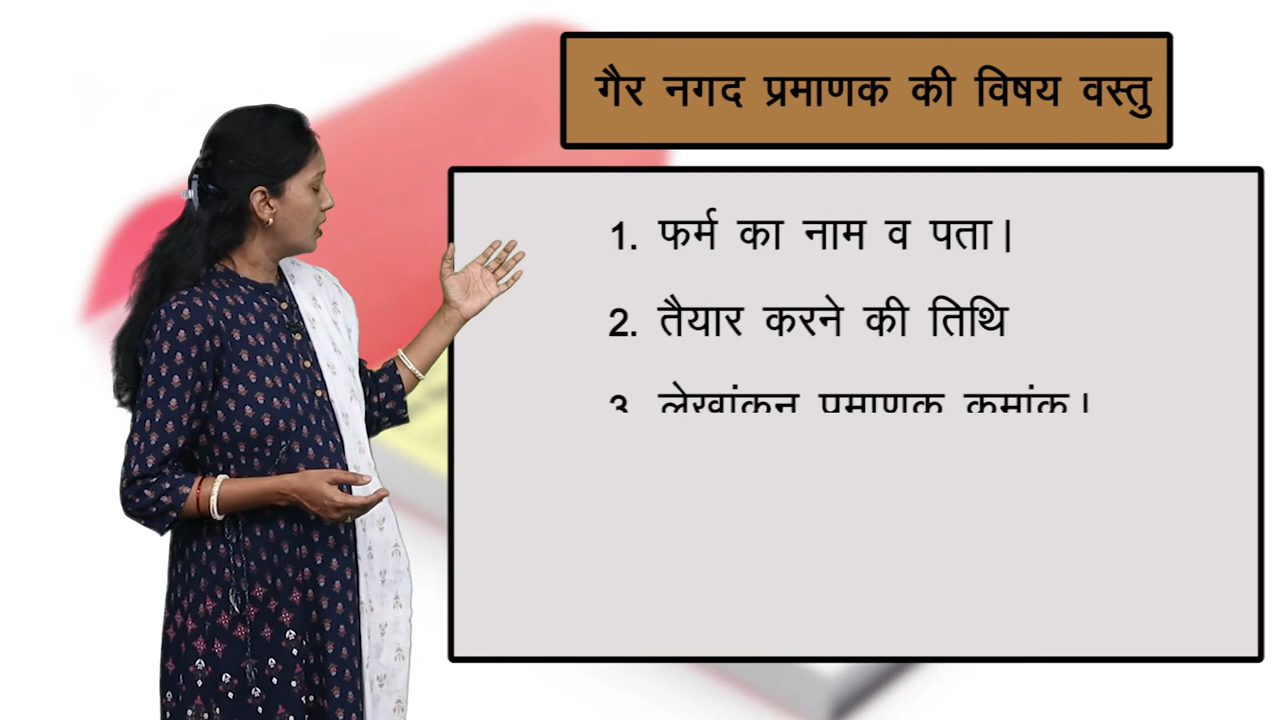 गैर नगद प्रमाणक की विषय वस्तु
1. फर्म का नाम व पता|
2. तैयार करने की तिथि
3. लेखांकन प्रमाणक क्रमांक|